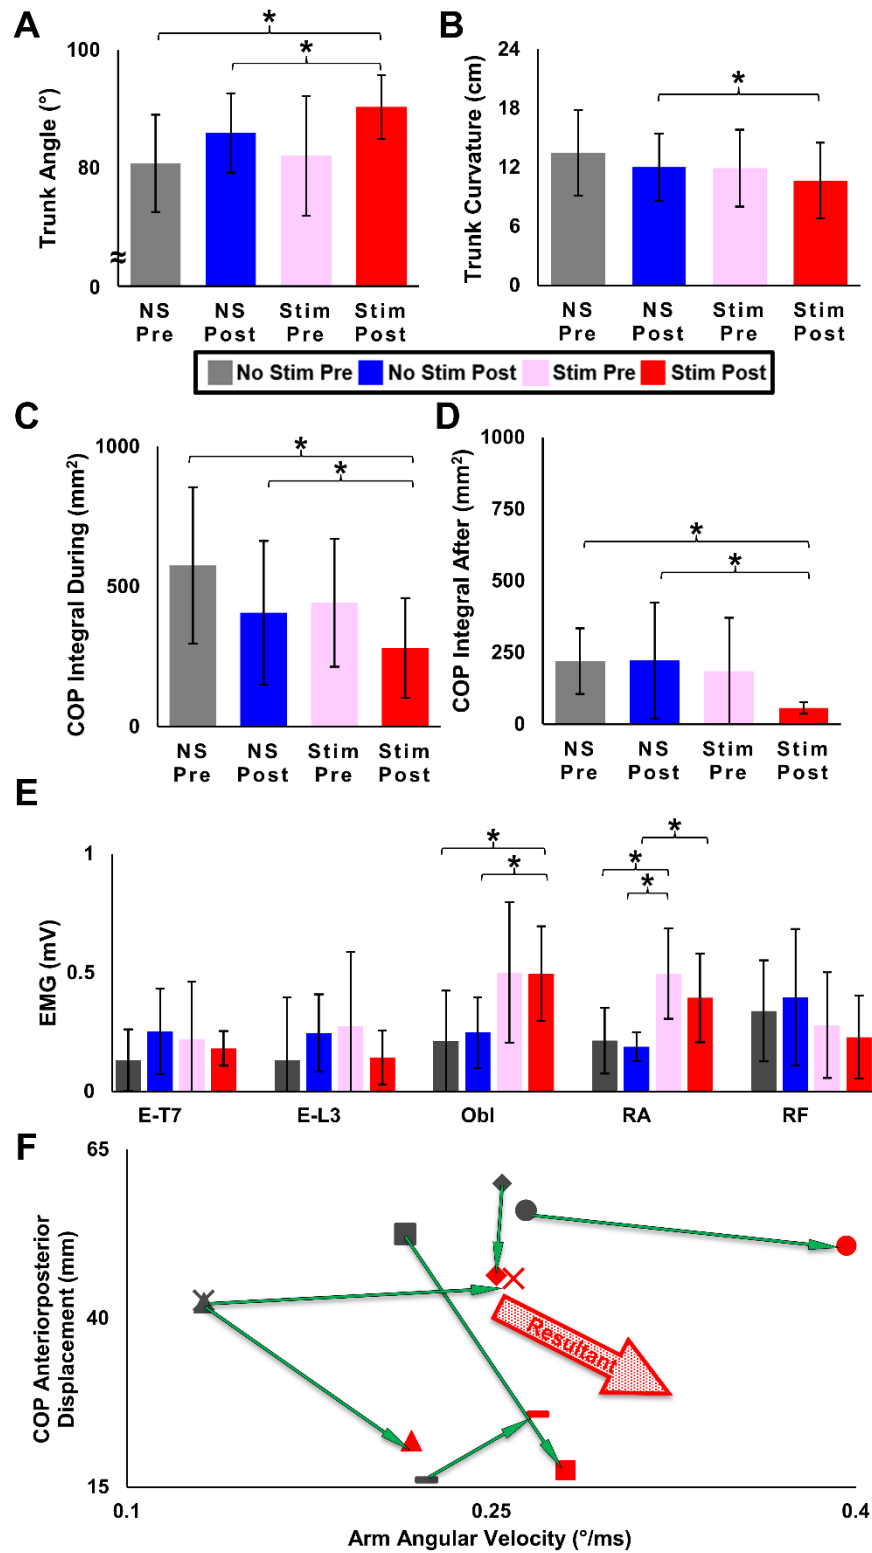 A
*
*
100
80
≈
0
Trunk Angle (°)
NS Pre
NS Post
Stim Pre
Stim Post
B
*
24
18
12
6
0
Trunk Curvature (cm)
NS Pre
NS Post
Stim Pre
Stim Post
No Stim Pre No Stim Post Stim Pre Stim Post
C
*
*
1000
500
0
COP Integral During (mm²)
NS Pre
NS Post
Stim Pre
Stim Post
D
*
*
1000
750
500
250
0
COP Integral After (mm²)
NS Pre
NS Post
Stim Pre
Stim Post
E
*
*
*
*
*
1
0.5
0
EMG (mV)
E-T7 E-L3 Obl RA RF
F
65
40
15
COP Anteriorposterior
Displacement (mm)
Resultant
0.1 0.25 0.4
Arm Angular Velocity (°/ms)